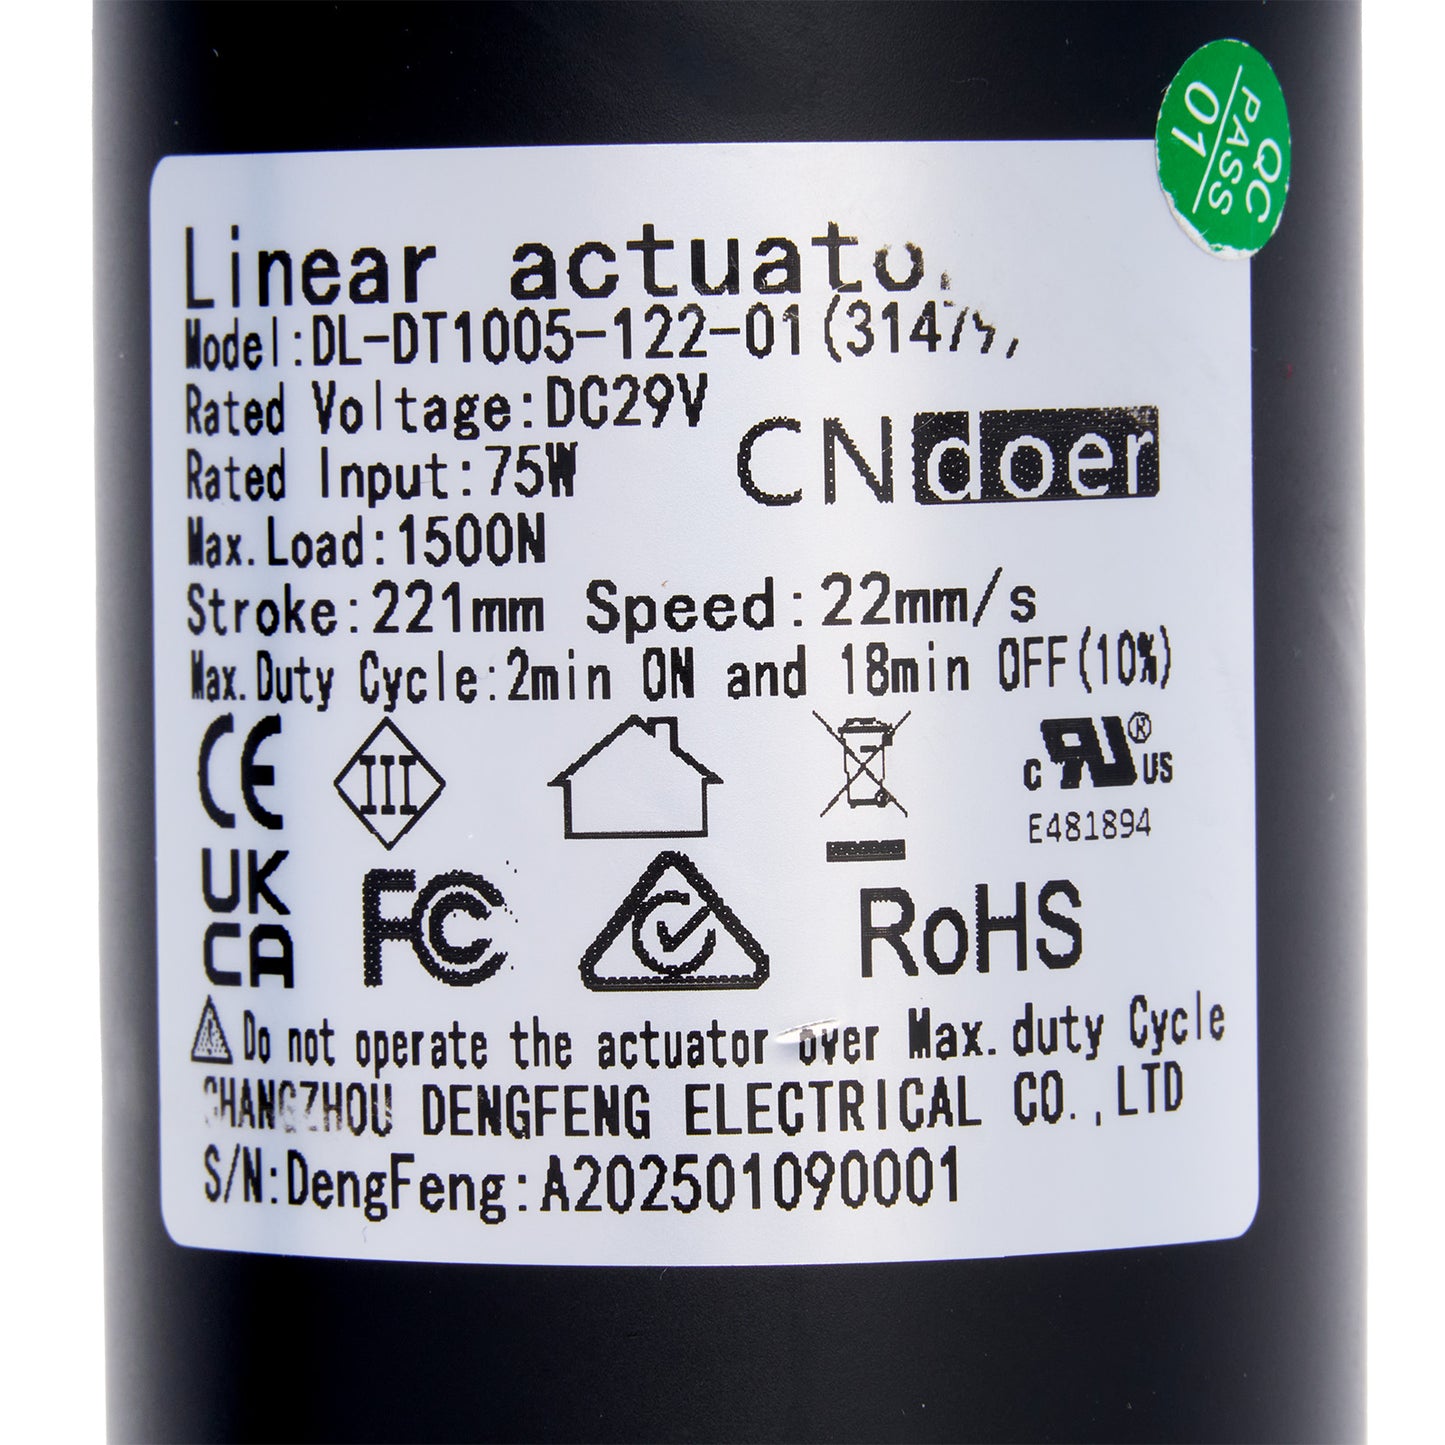 QC
PASS
01
Linear
Model:DL-DT1005-122-01
Rated Voltage:DC29V
Rated Input:75W
CNdoer
Max.Load:1500N
Stroke:221mm Speed:22mm/s
Max.Duty Cycle:2min ON and 18min OFF(10%)
CE
III
c RU ® US
E481894
UK
CA
FC
RoHS
Do not operate the actuator over Max.duty Cycle
CHANGZHOU DENGFENG ELECTRICAL CO.,LTD
S/N:DengFeng:A202501090001